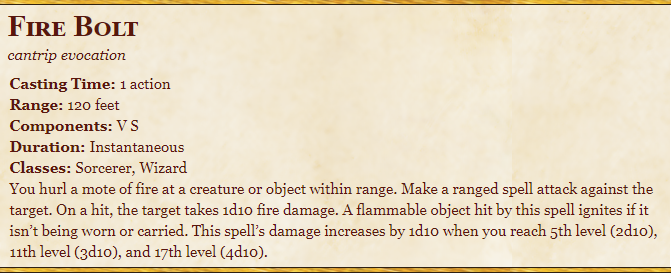 Fire Bolt
cantrip evocation
Casting Time: 1 action
Range: 120 feet
Components: V S
Duration: Instantaneous
Classes: Sorcerer, Wizard
You hurl a mote of fire at a creature or object within range. Make a ranged spell attack against the
target. On a hit, the target takes 1d10 fire damage. A flammable object hit by this spell ignites if it
isn’t being worn or carried. This spell’s damage increases by 1d10 when you reach 5th level (2d10),
11th level (3d10), and 17th level (4d10).